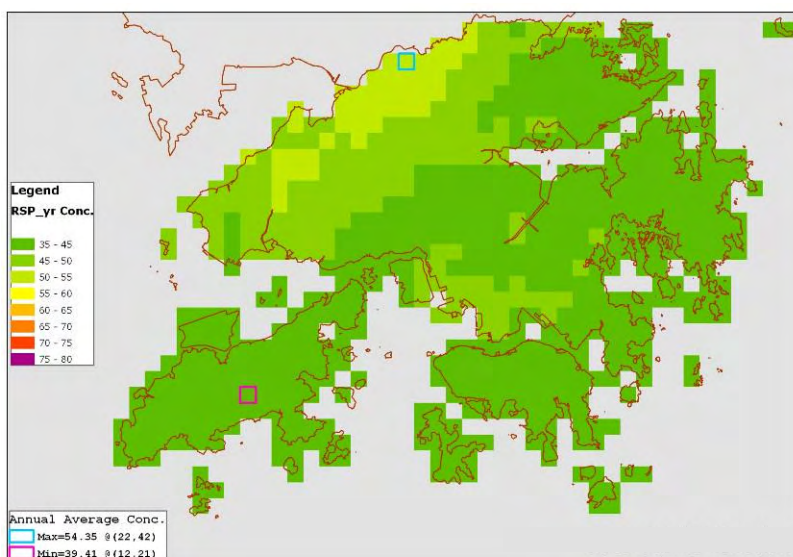 Legend
RSP_yr Conc.
35 - 45
45 - 50
50 - 55
55 - 60
60 - 65
65 - 70
70 - 75
75 - 80
Annual Average Conc.
Max=54.35 @(22,42)
Min=39.41 @(12,21)